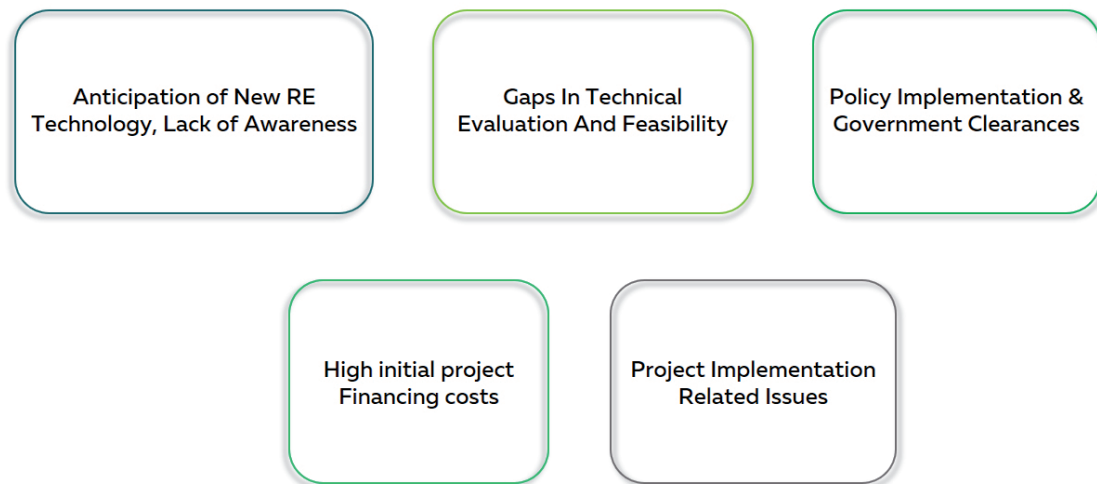 Anticipation of New RE
Technology, Lack of Awareness
Gaps In Technical
Evaluation And Feasibility
Policy Implementation &
Government Clearances
High initial project
Financing costs
Project Implementation
Related Issues